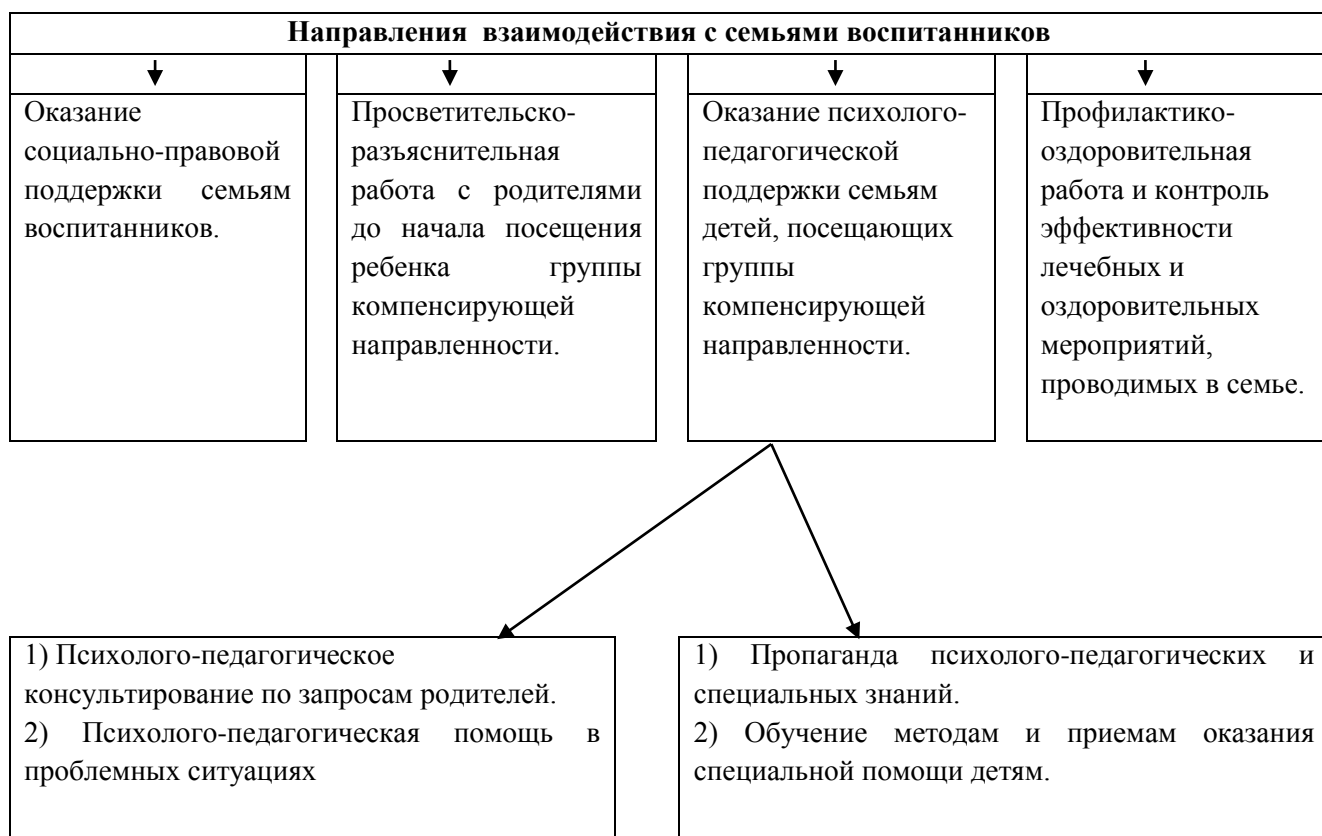 Направления взаимодействия с семьями воспитанников
Оказание
социально-правовой
поддержки семьям
воспитанников.
Просветительско-
разъяснительная
работа с родителями
до начала посещения
ребенка группы
компенсирующей
направленности.
Оказание психолого-
педагогической
поддержки семьям
детей, посещающих
группы
компенсирующей
направленности.
Профилактико-
оздоровительная
работа и контроль
эффективности
лечебных и
оздоровительных
мероприятий,
проводимых в семье.
1) Психолого-педагогическое
консультирование по запросам родителей.
2) Психолого-педагогическая помощь в
проблемных ситуациях
1) Пропаганда психолого-педагогических и
специальных знаний.
2) Обучение методам и приемам оказания
специальной помощи детям.